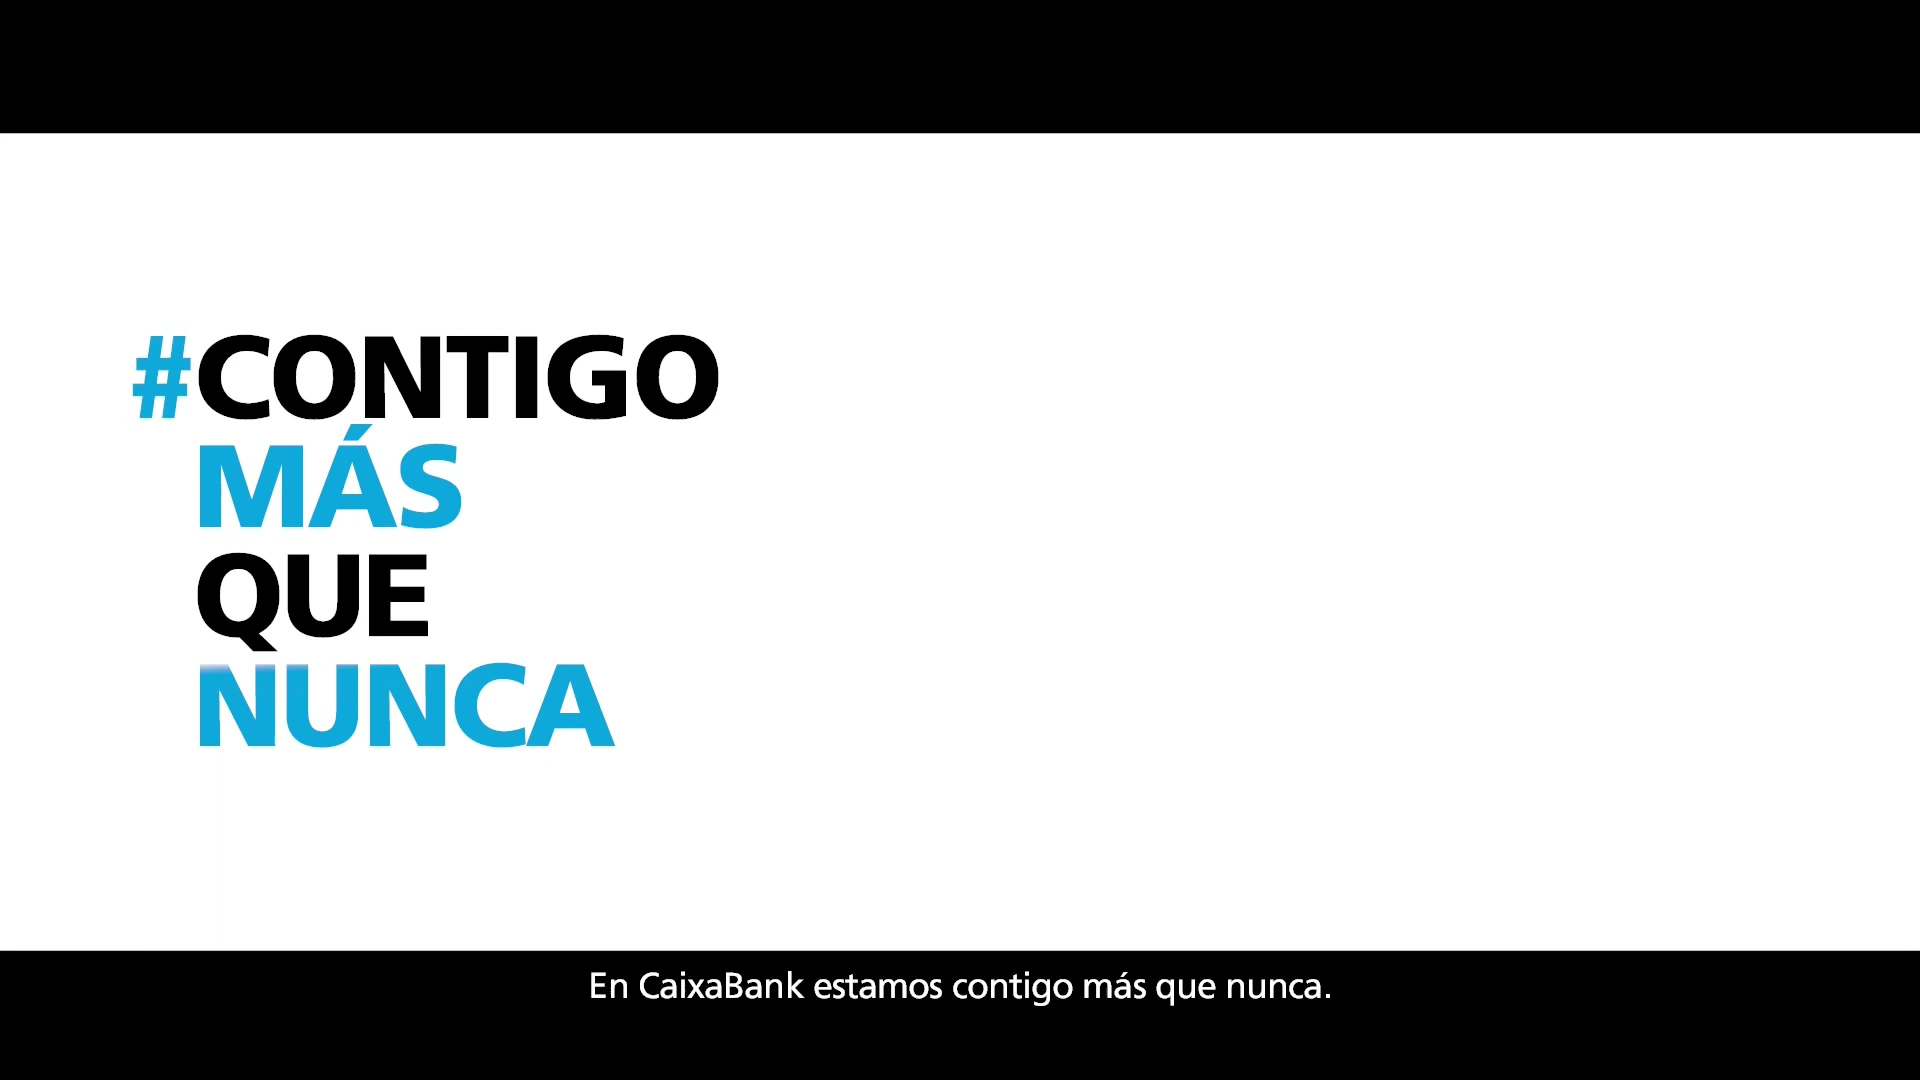 #CONTIGO
MÁS
QUE
NUNCA
En CaixaBank estamos contigo más que nunca.